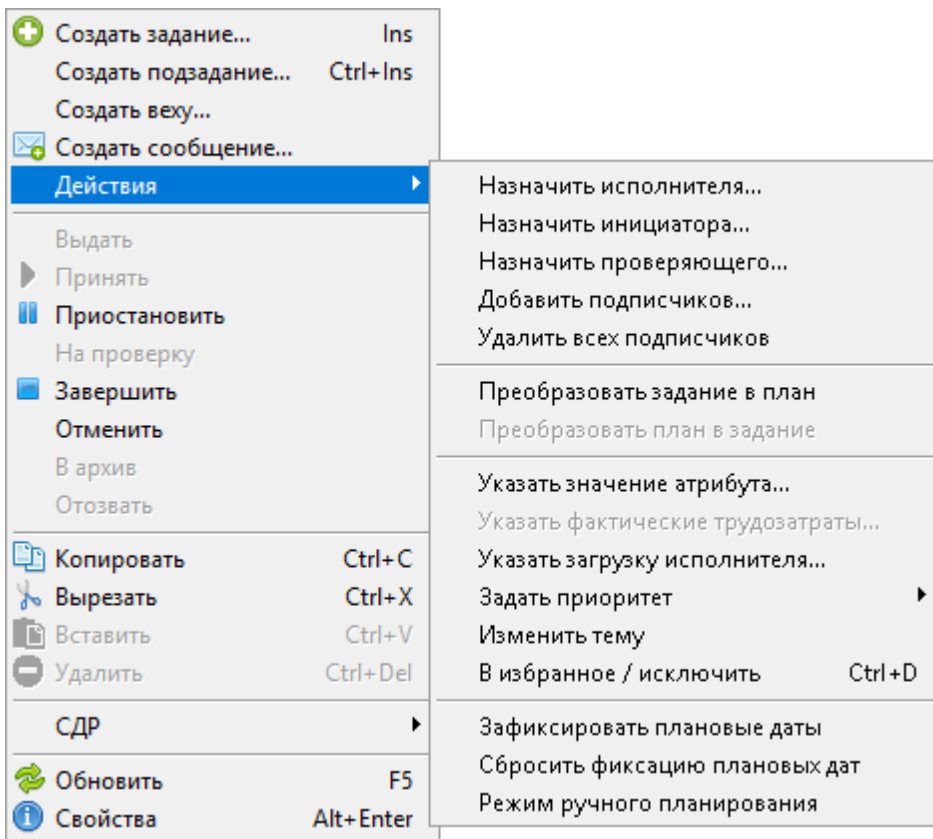 Создать задание... Ins
Создать подзадание... Ctrl+Ins
Создать веху...
Создать сообщение...
Действия
Выдать
Принять
Приостановить
На проверку
Завершить
Отменить
В архив
Отозвать
Копировать Ctrl+C
Вырезать Ctrl+X
Вставить Ctrl+V
Удалить Ctrl+Del
СДР
Обновить F5
Свойства Alt+Enter
Назначить исполнителя...
Назначить инициатора...
Назначить проверяющего...
Добавить подписчиков...
Удалить всех подписчиков
Преобразовать задание в план
Преобразовать план в задание
Указать значение атрибута...
Указать фактические трудозатраты...
Указать загрузку исполнителя...
Задать приоритет
Изменить тему
В избранное / исключить Ctrl+D
Зафиксировать плановые даты
Сбросить фиксацию плановых дат
Режим ручного планирования